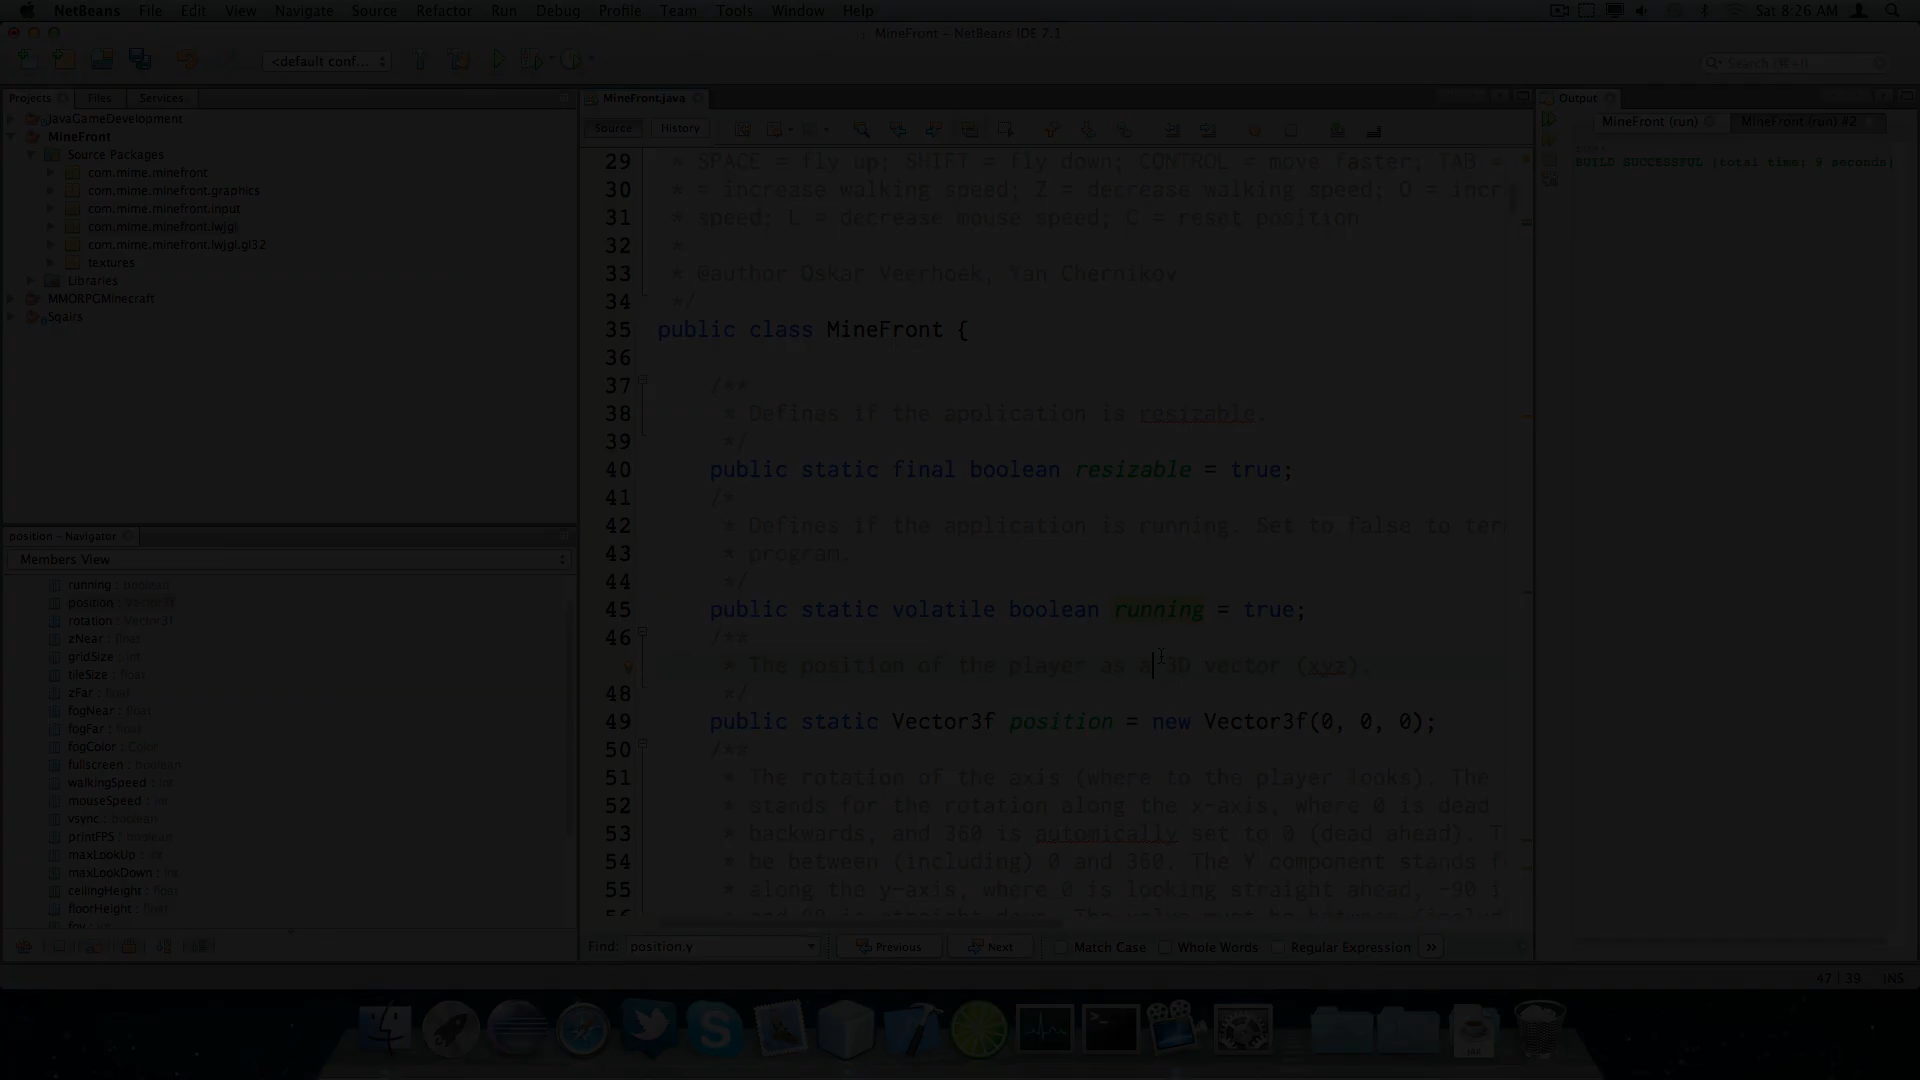 NetBeans File Edit View Navigate Source Refactor Run Debug Profile Team Tools Window Help Sat 8:26 AM
MineFront – NetBeans IDE 7.1
<default conf...
Search (⌘+I)
Projects Files Services
JavaGameDevelopment
MineFront
Source Packages
com.mime.minefront
com.mime.minefront.graphics
com.mime.minefront.input
com.mime.minefront.lwjgl
com.mime.minefront.lwjgl.gl32
textures
Libraries
MMORPGMinecraft
Sqairs
position – Navigator
Members View
running : boolean
position : Vector3f
rotation : Vector3f
zNear : float
gridSize : int
tileSize : float
zFar : float
fogNear : float
fogFar : float
fogColor : Color
fullscreen : boolean
walkingSpeed : int
mouseSpeed : int
vsync : boolean
printFPS : boolean
maxLookUp : int
maxLookDown : int
ceilingHeight : float
floorHeight : float
fov : int
MineFront.java
Source History
29 * SPACE = fly up; SHIFT = fly down; CONTROL = move faster; TAB =
30 * = increase walking speed; Z = decrease walking speed; O = incr
31 * speed; L = decrease mouse speed; C = reset position
32 *
33 * @author Oskar Veerhoek, Yan Chernikov
34 */
35 public class MineFront {
36
37 /**
38 * Defines if the application is resizable.
39 */
40 public static final boolean resizable = true;
41 /*
42 * Defines if the application is running. Set to false to ter
43 * program.
44 */
45 public static volatile boolean running = true;
46 /**
* The position of the player as a 3D vector (xyz).
48 */
49 public static Vector3f position = new Vector3f(0, 0, 0);
50 /**
51 * The rotation of the axis (where to the player looks). The
52 * stands for the rotation along the x-axis, where 0 is dead
53 * backwards, and 360 is automically set to 0 (dead ahead). T
54 * be between (including) 0 and 360. The Y component stands f
55 * along the y-axis, where 0 is looking straight ahead, -90 i
56
Find: position.y Previous Next Match Case Whole Words Regular Expression »
Output
MineFront (run) MineFront (run) #2
BUILD SUCCESSFUL (total time: 9 seconds)
47 | 39 INS
JAR